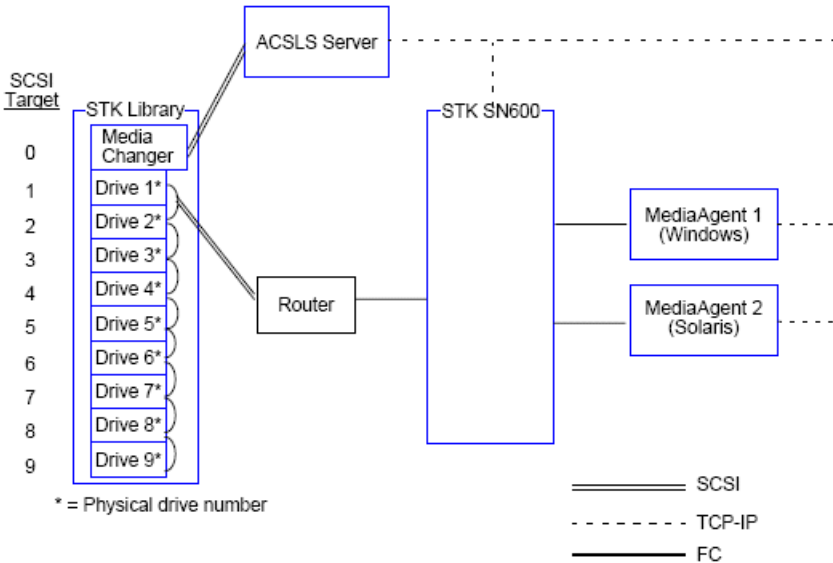 ACSLS Server
SCSI
Target
STK Library
STK SN600
Media
Changer
0
Drive 1*
1
Drive 2*
2
Drive 3*
3
Drive 4*
4
Drive 5*
5
Drive 6*
6
Drive 7*
7
Drive 8*
8
Drive 9*
9
Router
MediaAgent 1
(Windows)
MediaAgent 2
(Solaris)
* = Physical drive number
SCSI
TCP-IP
FC